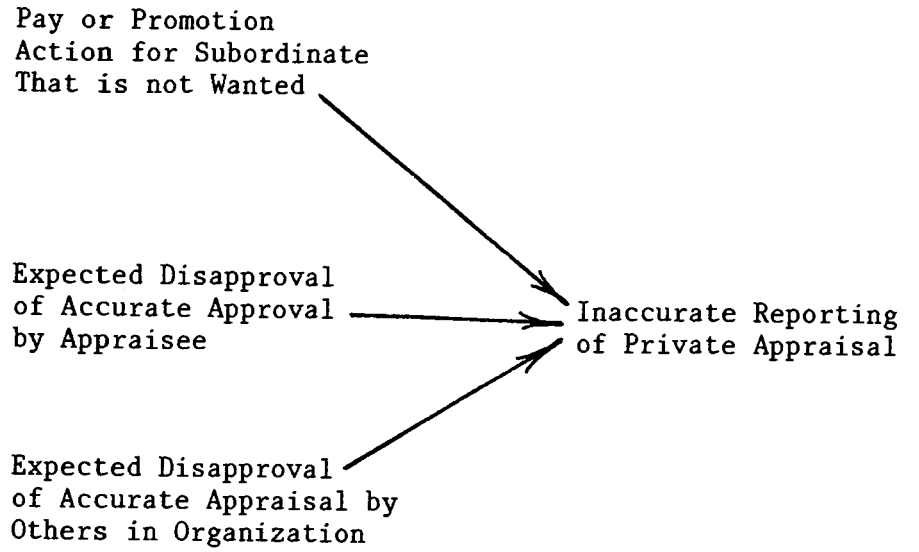 Pay or Promotion
Action for Subordinate
That is not Wanted
Expected Disapproval
of Accurate Approval
by Appraisee
Inaccurate Reporting
of Private Appraisal
Expected Disapproval
of Accurate Appraisal by
Others in Organization